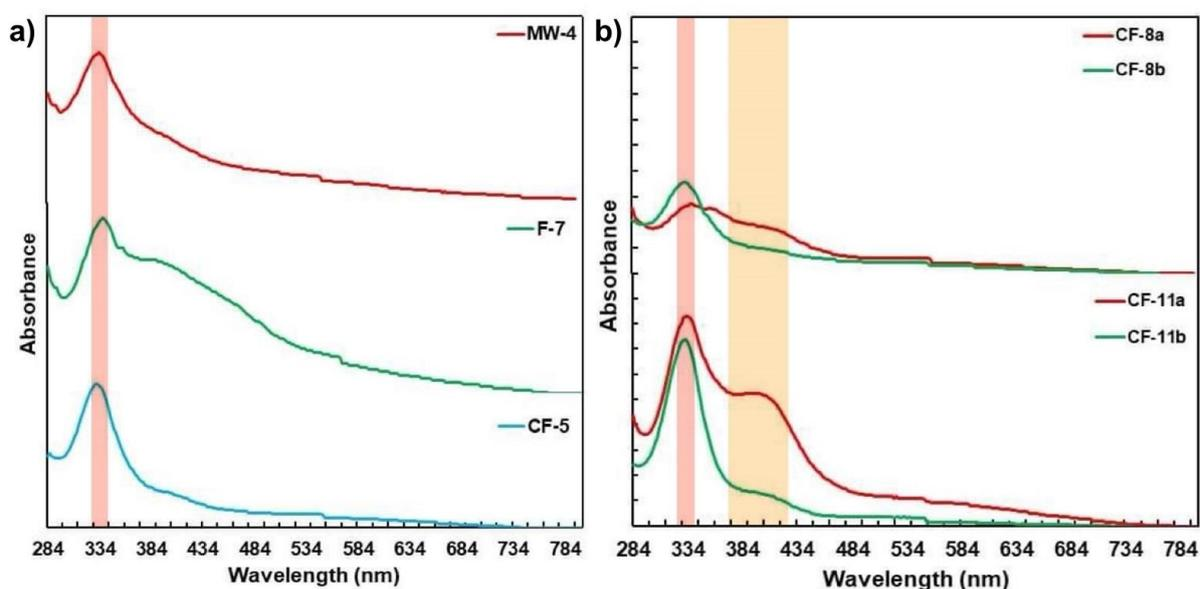 a)
MW-4
F-7
CF-5
Absorbance
284 334 384 434 484 534 584 634 684 734 784
Wavelength (nm)
b)
CF-8a
CF-8b
CF-11a
CF-11b
Absorbance
284 334 384 434 484 534 584 634 684 734 784
Wavelength (nm)